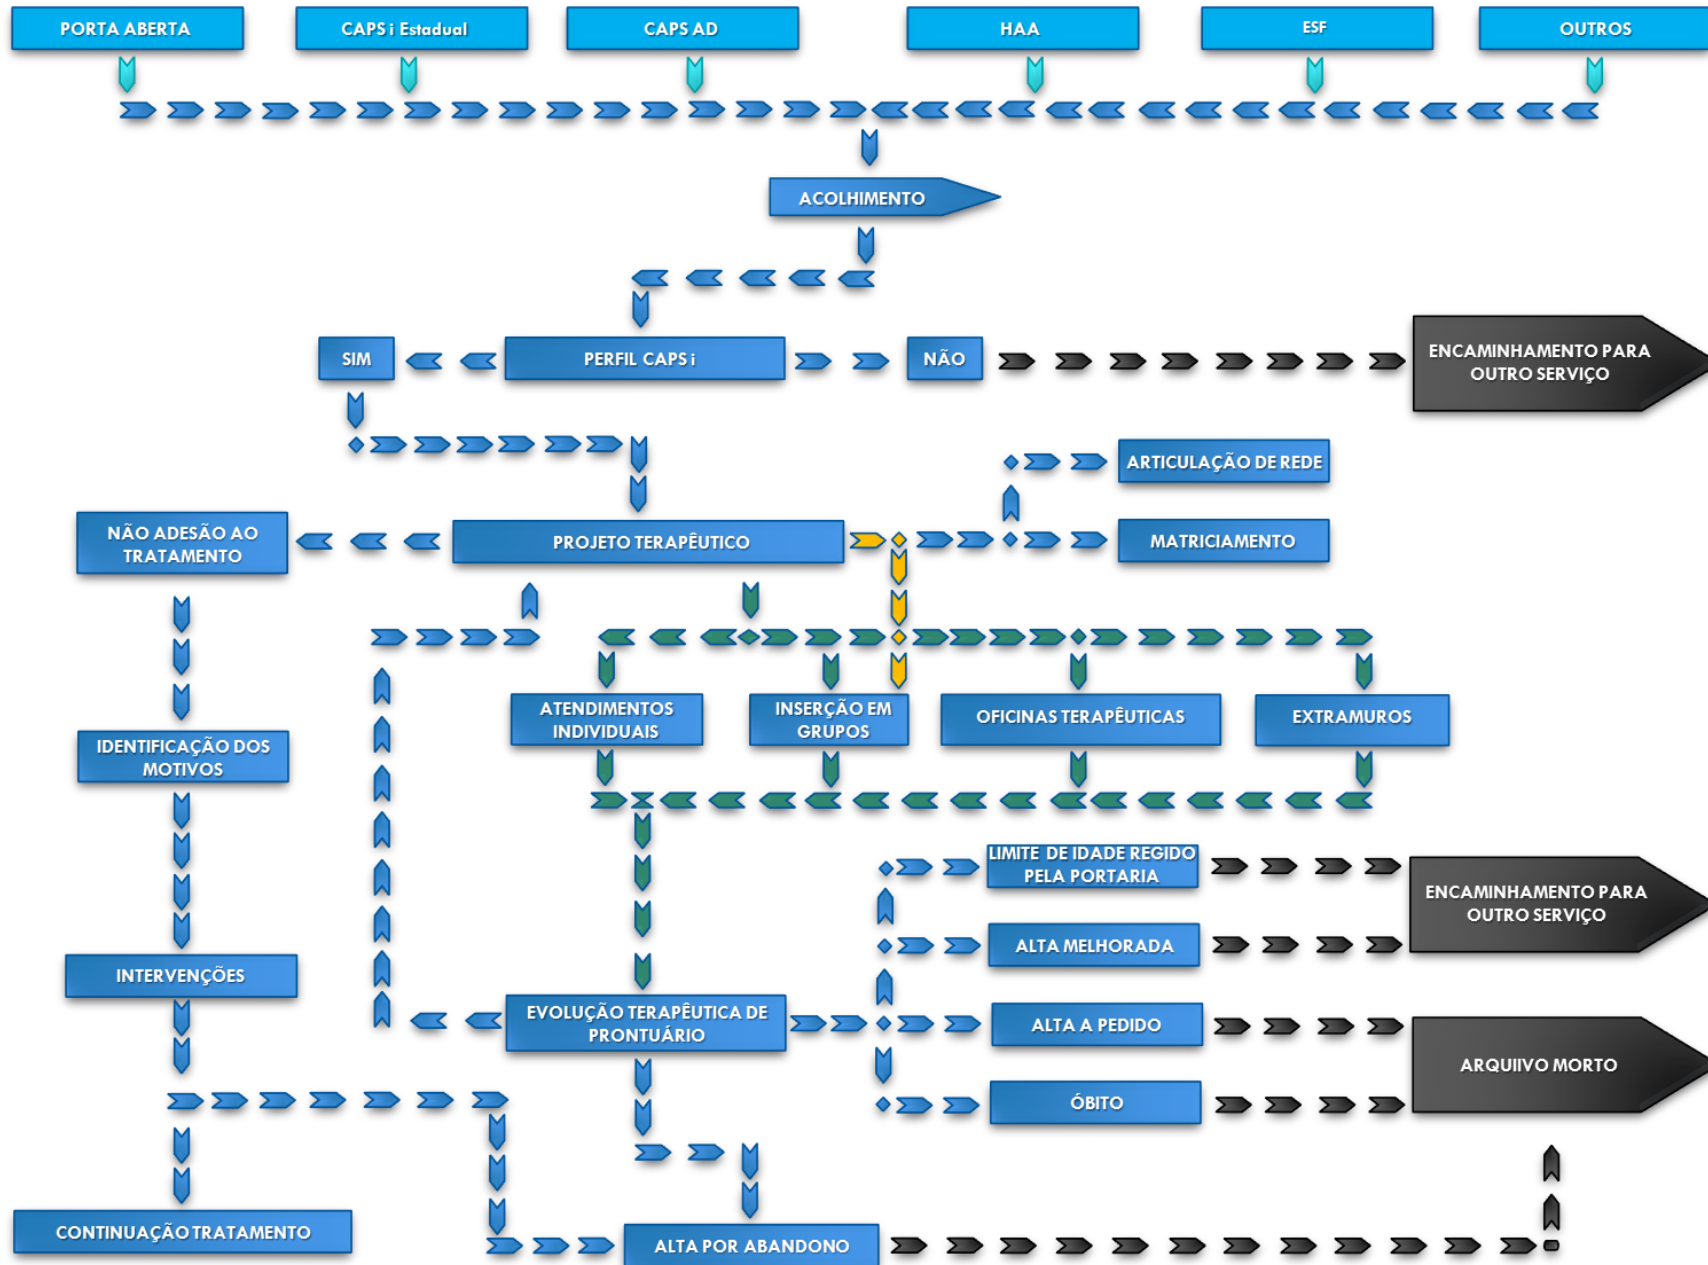 PORTA ABERTA
CAPS i Estadual
CAPS AD
HAA
ESF
OUTROS
ACOLHIMENTO
SIM
PERFIL CAPS i
NÃO
ENCAMINHAMENTO PARA
OUTRO SERVIÇO
ARTICULAÇÃO DE REDE
NÃO ADESÃO AO
TRATAMENTO
PROJETO TERAPÊUTICO
MATRICIAMENTO
ATENDIMENTOS
INDIVIDUAIS
INSERÇÃO EM
GRUPOS
OFICINAS TERAPÊUTICAS
EXTRAMUROS
IDENTIFICAÇÃO DOS
MOTIVOS
LIMITE DE IDADE REGIDO
PELA PORTARIA
ENCAMINHAMENTO PARA
OUTRO SERVIÇO
ALTA MELHORADA
INTERVENÇÕES
EVOLUÇÃO TERAPÊUTICA DE
PRONTUÁRIO
ALTA A PEDIDO
ARQUIIVO MORTO
ÓBITO
CONTINUAÇÃO TRATAMENTO
ALTA POR ABANDONO